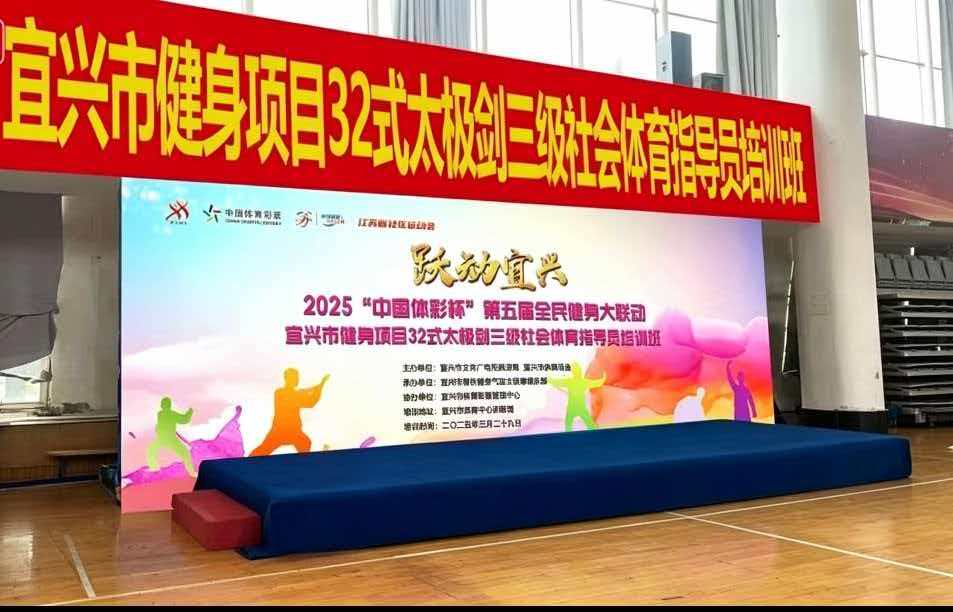 宜兴市健身项目32式太极剑三级社会体育指导员培训班
中国体育彩票
江苏省社区运动会
跃动宜兴
2025“中国体彩杯”第五届全民健身大联动
宜兴市健身项目32式太极剑三级社会体育指导员培训班
主办单位：宜兴市文体广电和旅游局
承办单位：宜兴市
协办单位：宜兴市体育 管理中心
培训地址：宜兴市体育中心训练馆
培训时间：二〇二五年三月二十九日